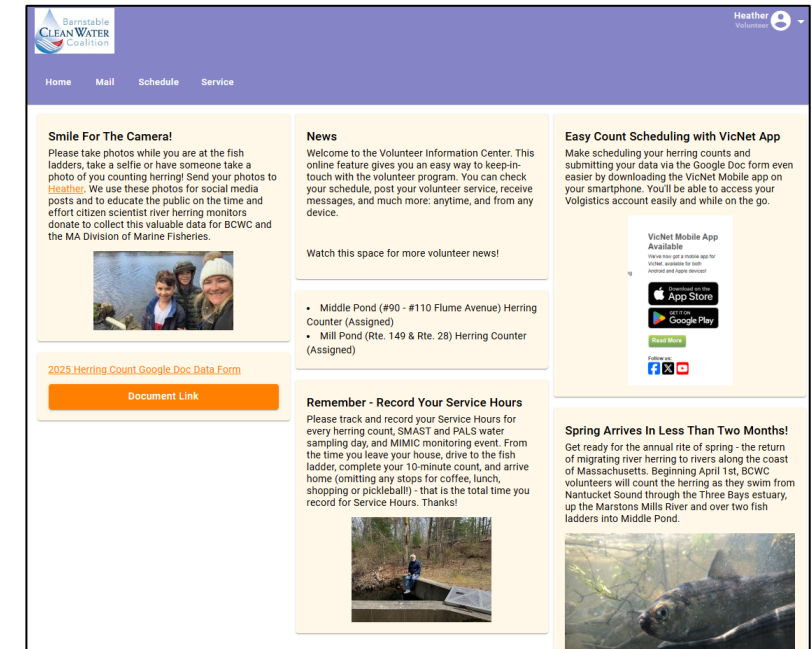 Barnstable
CLEAN WATER
Coalition
Heather
Volunteer
Home Mail Schedule Service
Smile For The Camera!
Please take photos while you are at the fish
ladders, take a selfie or have someone take a
photo of you counting herring! Send your photos to
Heather. We use these photos for social media
posts and to educate the public on the time and
effort citizen scientist river herring monitors
donate to collect this valuable data for BCWC and
the MA Division of Marine Fisheries.
2025 Herring Count Google Doc Data Form
Document Link
News
Welcome to the Volunteer Information Center. This
online feature gives you an easy way to keep-in-
touch with the volunteer program. You can check
your schedule, post your volunteer service, receive
messages, and much more: anytime, and from any
device.
Watch this space for more volunteer news!
• Middle Pond (#90 - #110 Flume Avenue) Herring
Counter (Assigned)
• Mill Pond (Rte. 149 & Rte. 28) Herring Counter
(Assigned)
Remember - Record Your Service Hours
Please track and record your Service Hours for
every herring count, SMAST and PALS water
sampling day, and MIMIC monitoring event. From
the time you leave your house, drive to the fish
ladder, complete your 10-minute count, and arrive
home (omitting any stops for coffee, lunch,
shopping or pickleball!) - that is the total time you
record for Service Hours. Thanks!
Easy Count Scheduling with VicNet App
Make scheduling your herring counts and
submitting your data via the Google Doc form even
easier by downloading the VicNet Mobile app on
your smartphone. You'll be able to access your
Volgistics account easily and while on the go.
VicNet Mobile App
Available
We've now got a mobile app for
VicNet, available for both
Android and Apple devices!
g
Download on the
App Store
GET IT ON
Google Play
Read More
Follow us:
Spring Arrives In Less Than Two Months!
Get ready for the annual rite of spring - the return
of migrating river herring to rivers along the coast
of Massachusetts. Beginning April 1st, BCWC
volunteers will count the herring as they swim from
Nantucket Sound through the Three Bays estuary,
up the Marstons Mills River and over two fish
ladders into Middle Pond.